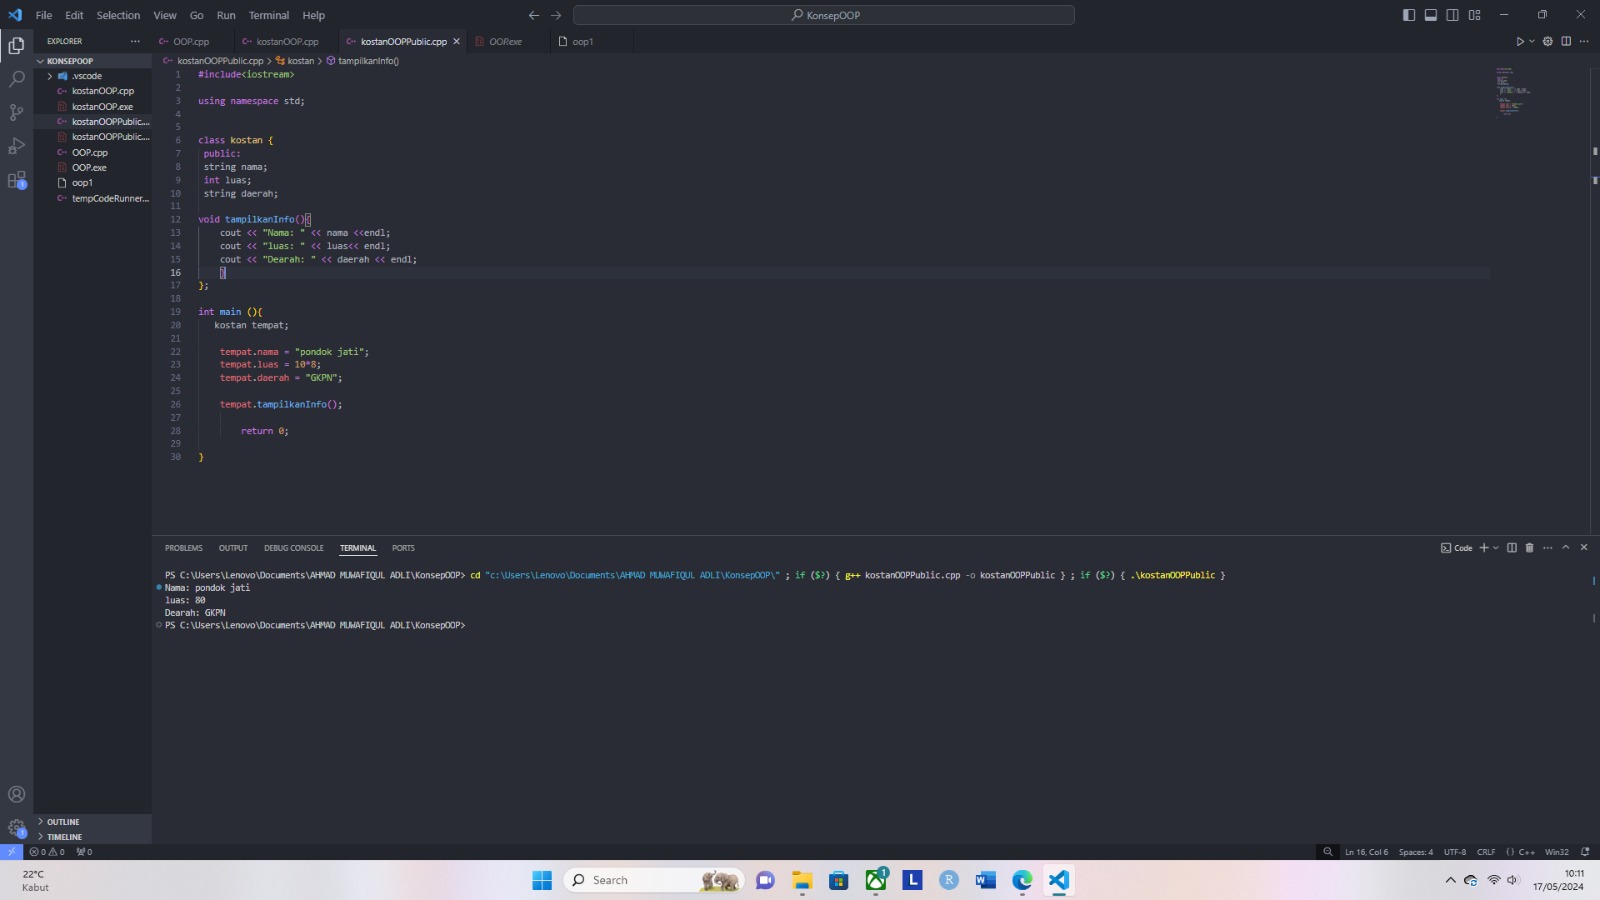 File Edit Selection View Go Run Terminal Help
KonsepOOP
EXPLORER
OOP.cpp
kostanOOP.cpp
kostanOOPPublic.cpp
OOP.exe
oop1
KONSEPOOP
.vscode
kostanOOP.cpp
kostanOOP.exe
kostanOOPPublic....
kostanOOPPublic....
OOP.cpp
OOP.exe
oop1
tempCodeRunner...
OUTLINE
TIMELINE
kostanOOPPublic.cpp > kostan > tampilkanInfo()
1 #include<iostream>
2
3 using namespace std;
4
5
6 class kostan {
7 public:
8 string nama;
9 int luas;
10 string daerah;
11
12 void tampilkanInfo(){
13 cout << "Nama: " << nama <<endl;
14 cout << "luas: " << luas<< endl;
15 cout << "Dearah: " << daerah << endl;
16 }
17 };
18
19 int main (){
20 kostan tempat;
21
22 tempat.nama = "pondok jati";
23 tempat.luas = 10*8;
24 tempat.daerah = "GKPN";
25
26 tempat.tampilkanInfo();
27
28 return 0;
29
30 }
PROBLEMS OUTPUT DEBUG CONSOLE TERMINAL PORTS
Code
PS C:\Users\Lenovo\Documents\AHMAD MUWAFIQUL ADLI\KonsepOOP> cd "c:\Users\Lenovo\Documents\AHMAD MUWAFIQUL ADLI\KonsepOOP\" ; if ($?) { g++ kostanOOPPublic.cpp -o kostanOOPPublic } ; if ($?) { .\kostanOOPPublic }
Nama: pondok jati
luas: 80
Dearah: GKPN
PS C:\Users\Lenovo\Documents\AHMAD MUWAFIQUL ADLI\KonsepOOP>
0 0 0
Ln 16, Col 6 Spaces: 4 UTF-8 CRLF {} C++ Win32
22°C
Kabut
Search
10:11
17/05/2024